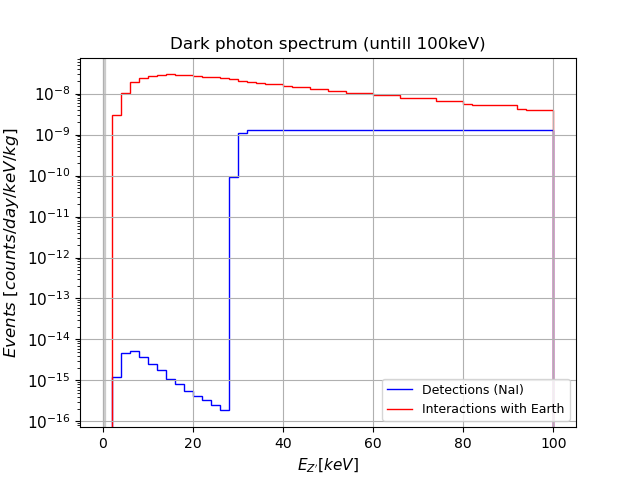 Dark photon spectrum (untill 100keV)
Events [counts/day/keV/kg]
10⁻⁸
10⁻⁹
10⁻¹⁰
10⁻¹¹
10⁻¹²
10⁻¹³
10⁻¹⁴
10⁻¹⁵
10⁻¹⁶
Detections (NaI)
Interactions with Earth
0 20 40 60 80 100
E_Z′[keV]